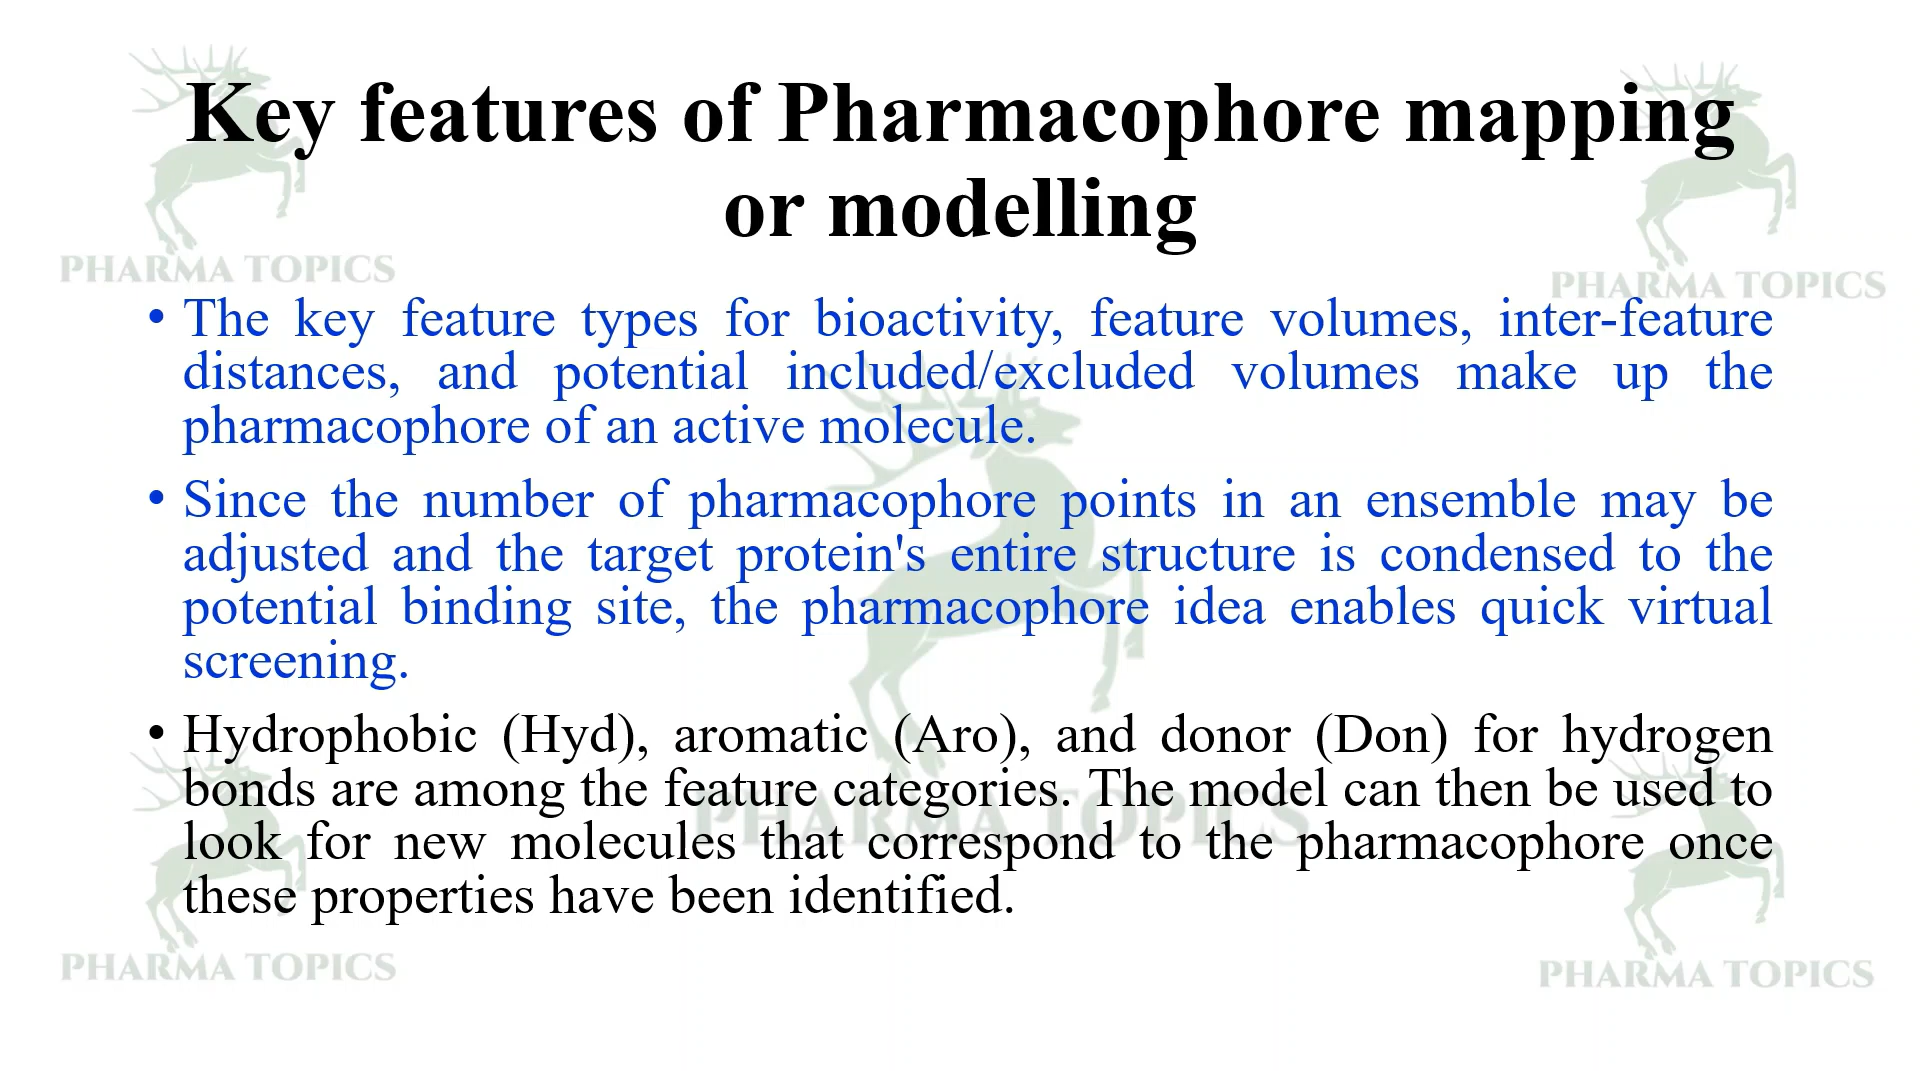 Key features of Pharmacophore mapping
or modelling
PHARMA TOPICS
PHARMA TOPICS
• The key feature types for bioactivity, feature volumes, inter-feature
distances, and potential included/excluded volumes make up the
pharmacophore of an active molecule.
• Since the number of pharmacophore points in an ensemble may be
adjusted and the target protein's entire structure is condensed to the
potential binding site, the pharmacophore idea enables quick virtual
screening.
• Hydrophobic (Hyd), aromatic (Aro), and donor (Don) for hydrogen
bonds are among the feature categories. The model can then be used to
PHARMA TOPICS
look for new molecules that correspond to the pharmacophore once
these properties have been identified.
PHARMA TOPICS
PHARMA TOPICS